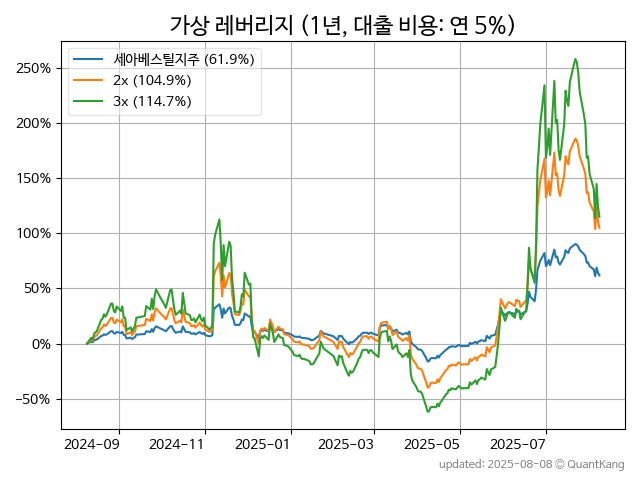 가상 레버리지 (1년, 대출 비용: 연 5%)
세아베스틸지주 (61.9%)
2x (104.9%)
3x (114.7%)
250%
200%
150%
100%
50%
0%
−50%
2024-09
2024-11
2025-01
2025-03
2025-05
2025-07
updated: 2025-08-08 © QuantKang